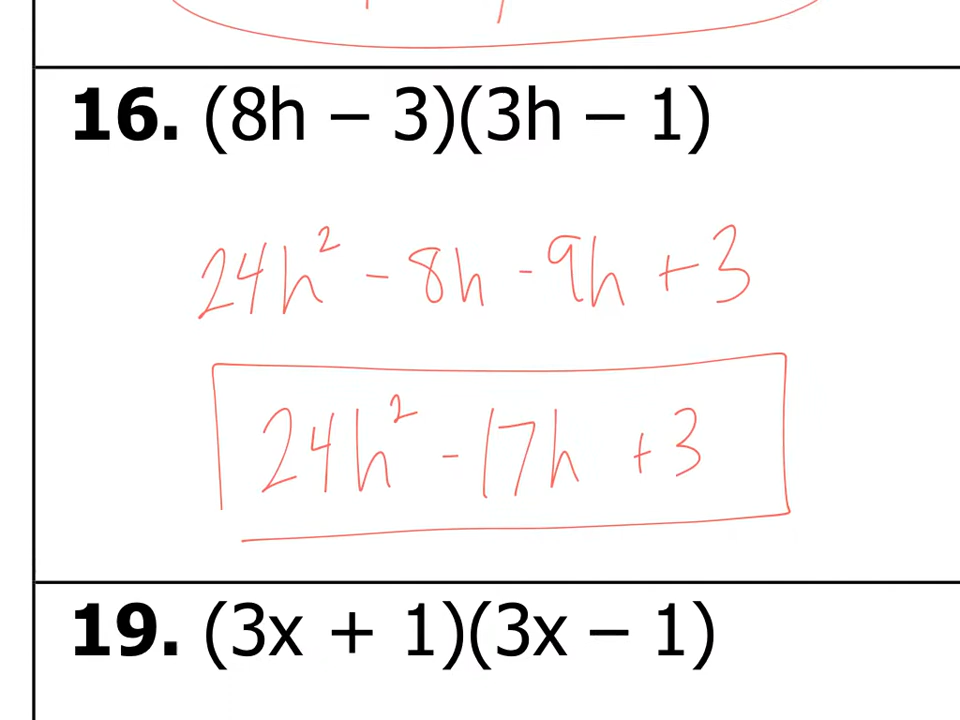 16. (8h – 3)(3h – 1)
24h² - 8h - 9h + 3
24h² - 17h + 3
19. (3x + 1)(3x – 1)